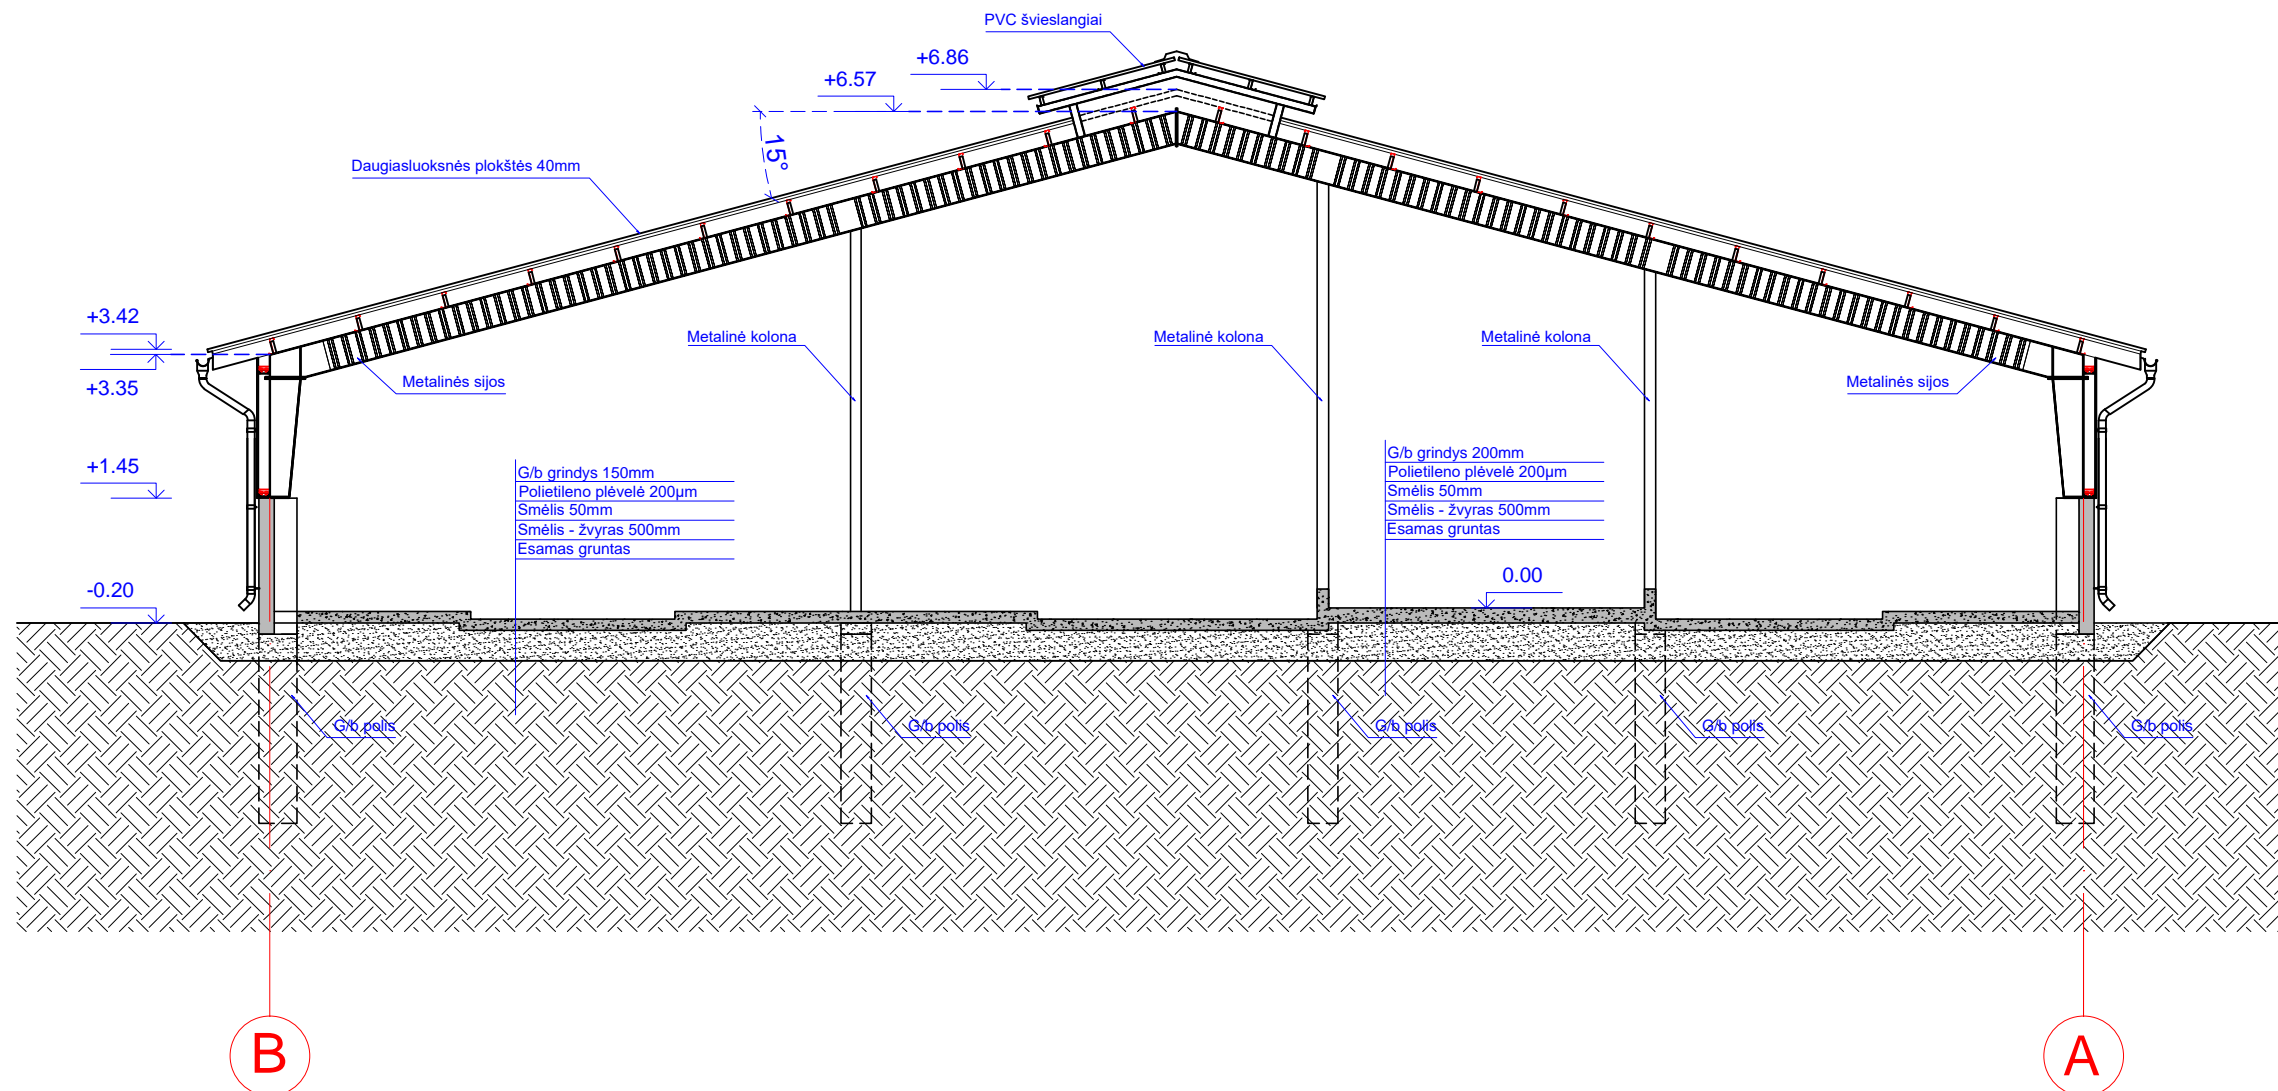 PVC švieslangiai
+6.86
+6.57
15°
Daugiasluoksnės plokštės 40mm
+3.42
+3.35
Metalinė kolona
Metalinė kolona
Metalinė kolona
Metalinės sijos
Metalinės sijos
+1.45
G/b grindys 150mm
Polietileno plėvelė 200µm
Smėlis 50mm
Smėlis - žvyras 500mm
Esamas gruntas
G/b grindys 200mm
Polietileno plėvelė 200µm
Smėlis 50mm
Smėlis - žvyras 500mm
Esamas gruntas
-0.20
0.00
G/b polis
G/b polis
G/b polis
G/b polis
G/b polis
B
A